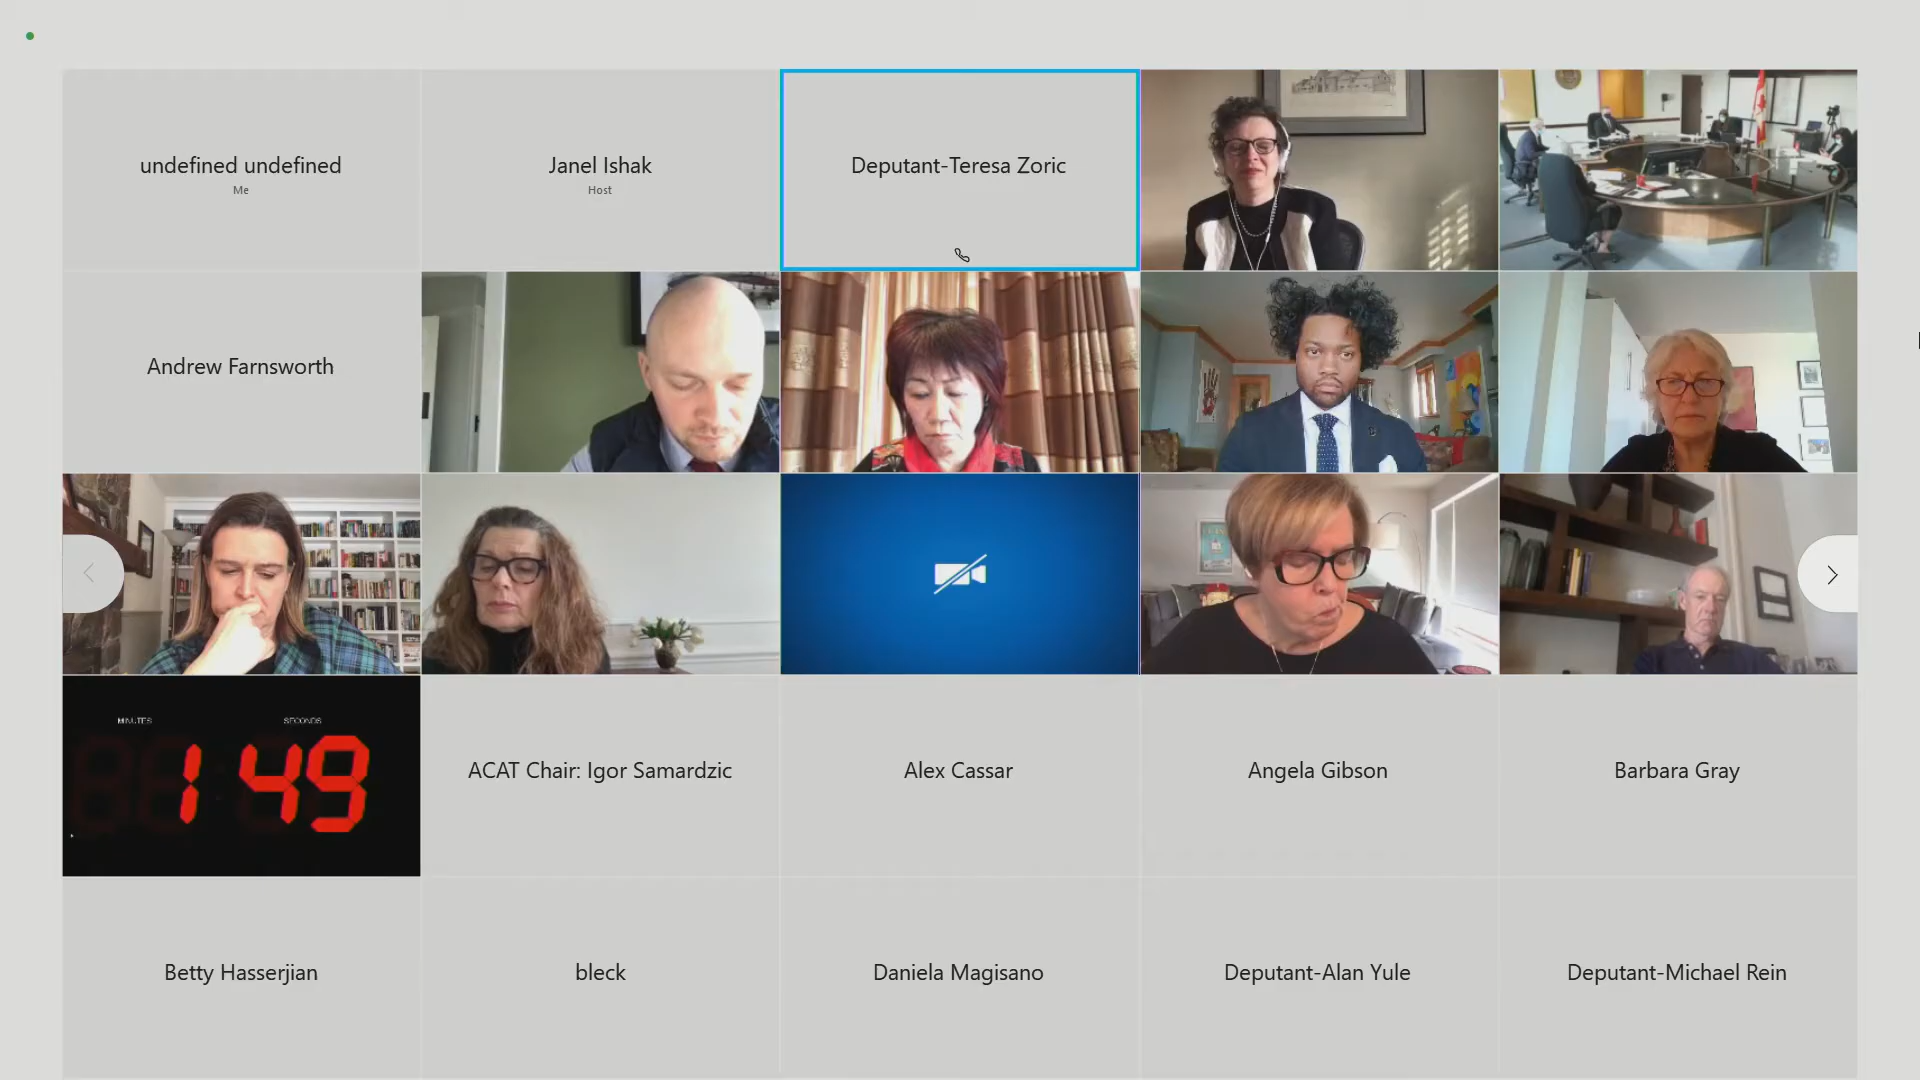 undefined undefined
Me
Janel Ishak
Host
Deputant-Teresa Zoric
Andrew Farnsworth
MINUTES
SECONDS
1 49
ACAT Chair: Igor Samardzic
Alex Cassar
Angela Gibson
Barbara Gray
Betty Hasserjian
bleck
Daniela Magisano
Deputant-Alan Yule
Deputant-Michael Rein